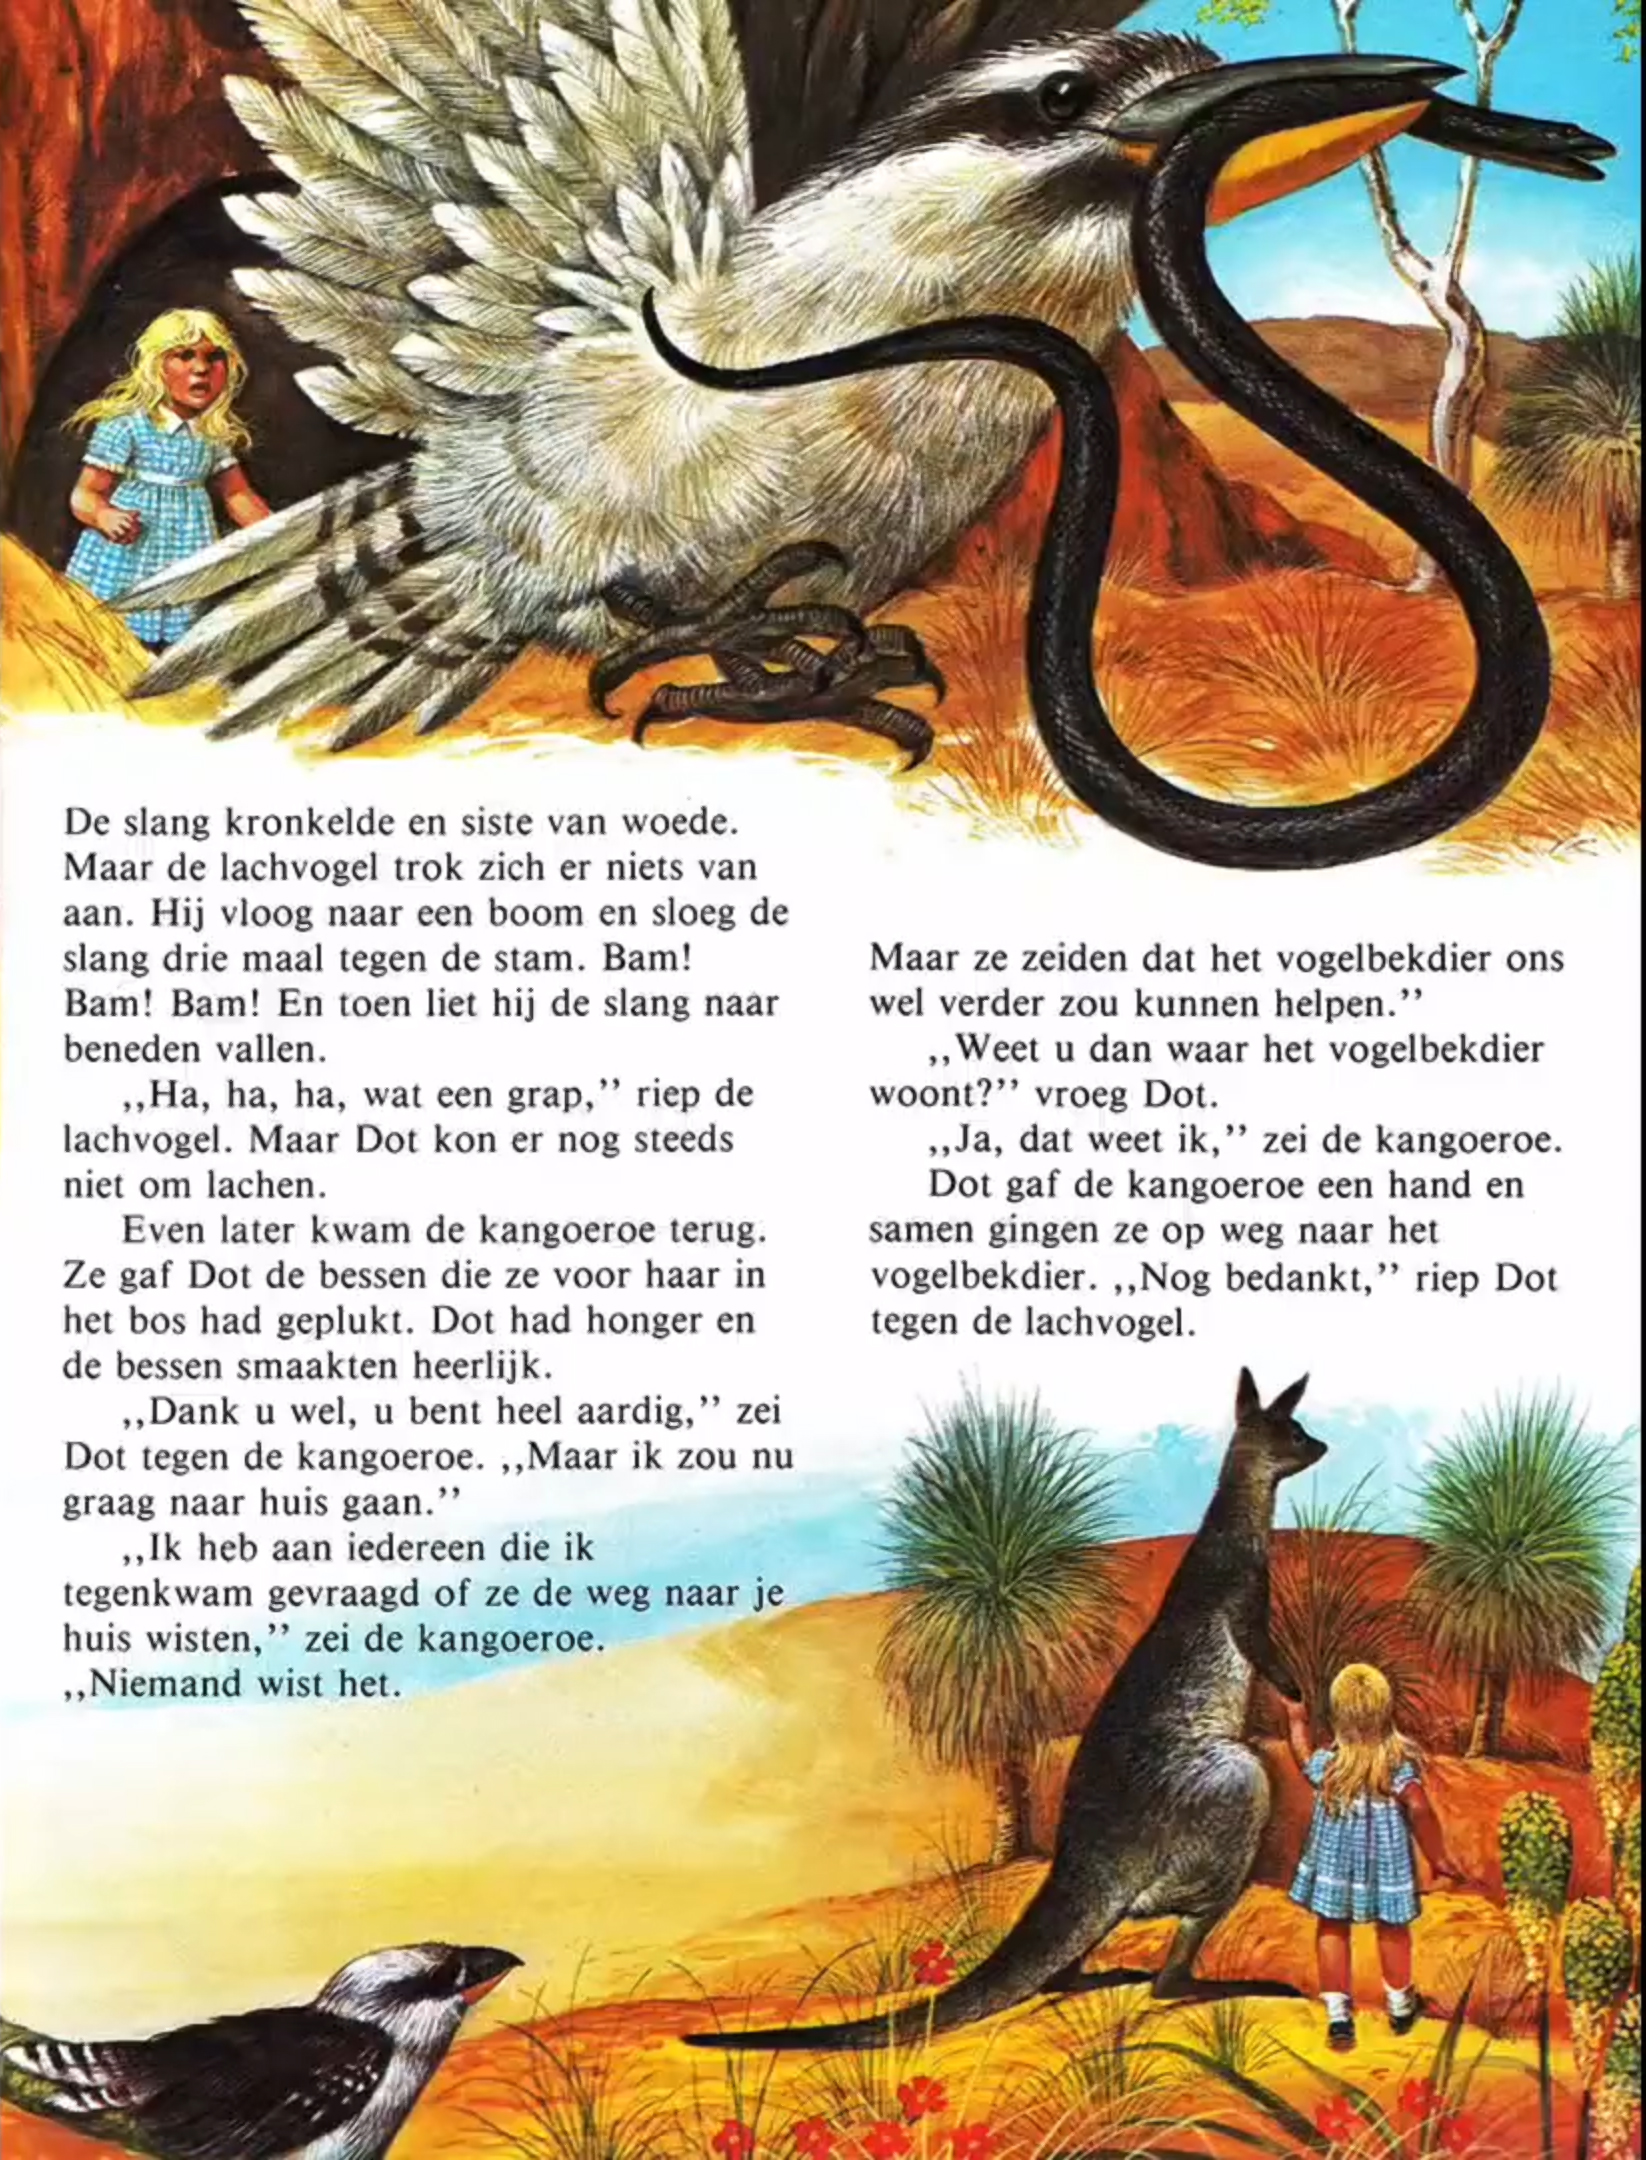 De slang kronkelde en siste van woede.
Maar de lachvogel trok zich er niets van
aan. Hij vloog naar een boom en sloeg de
slang drie maal tegen de stam. Bam!
Bam! Bam! En toen liet hij de slang naar
beneden vallen.
,,Ha, ha, ha, wat een grap,’’ riep de
lachvogel. Maar Dot kon er nog steeds
niet om lachen.
Even later kwam de kangoeroe terug.
Ze gaf Dot de bessen die ze voor haar in
het bos had geplukt. Dot had honger en
de bessen smaakten heerlijk.
,,Dank u wel, u bent heel aardig,’’ zei
Dot tegen de kangoeroe. ,,Maar ik zou nu
graag naar huis gaan.’’
,,Ik heb aan iedereen die ik
tegenkwam gevraagd of ze de weg naar je
huis wisten,’’ zei de kangoeroe.
,,Niemand wist het.
Maar ze zeiden dat het vogelbekdier ons
wel verder zou kunnen helpen.’’
,,Weet u dan waar het vogelbekdier
woont?’’ vroeg Dot.
,,Ja, dat weet ik,’’ zei de kangoeroe.
Dot gaf de kangoeroe een hand en
samen gingen ze op weg naar het
vogelbekdier. ,,Nog bedankt,’’ riep Dot
tegen de lachvogel.